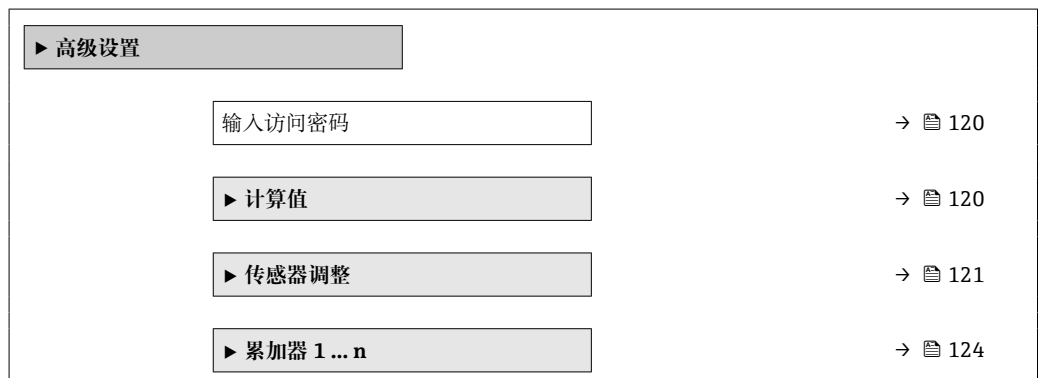 ▶ 高级设置
输入访问密码 → 120
▶ 计算值 → 120
▶ 传感器调整 → 121
▶ 累加器 1 … n → 124